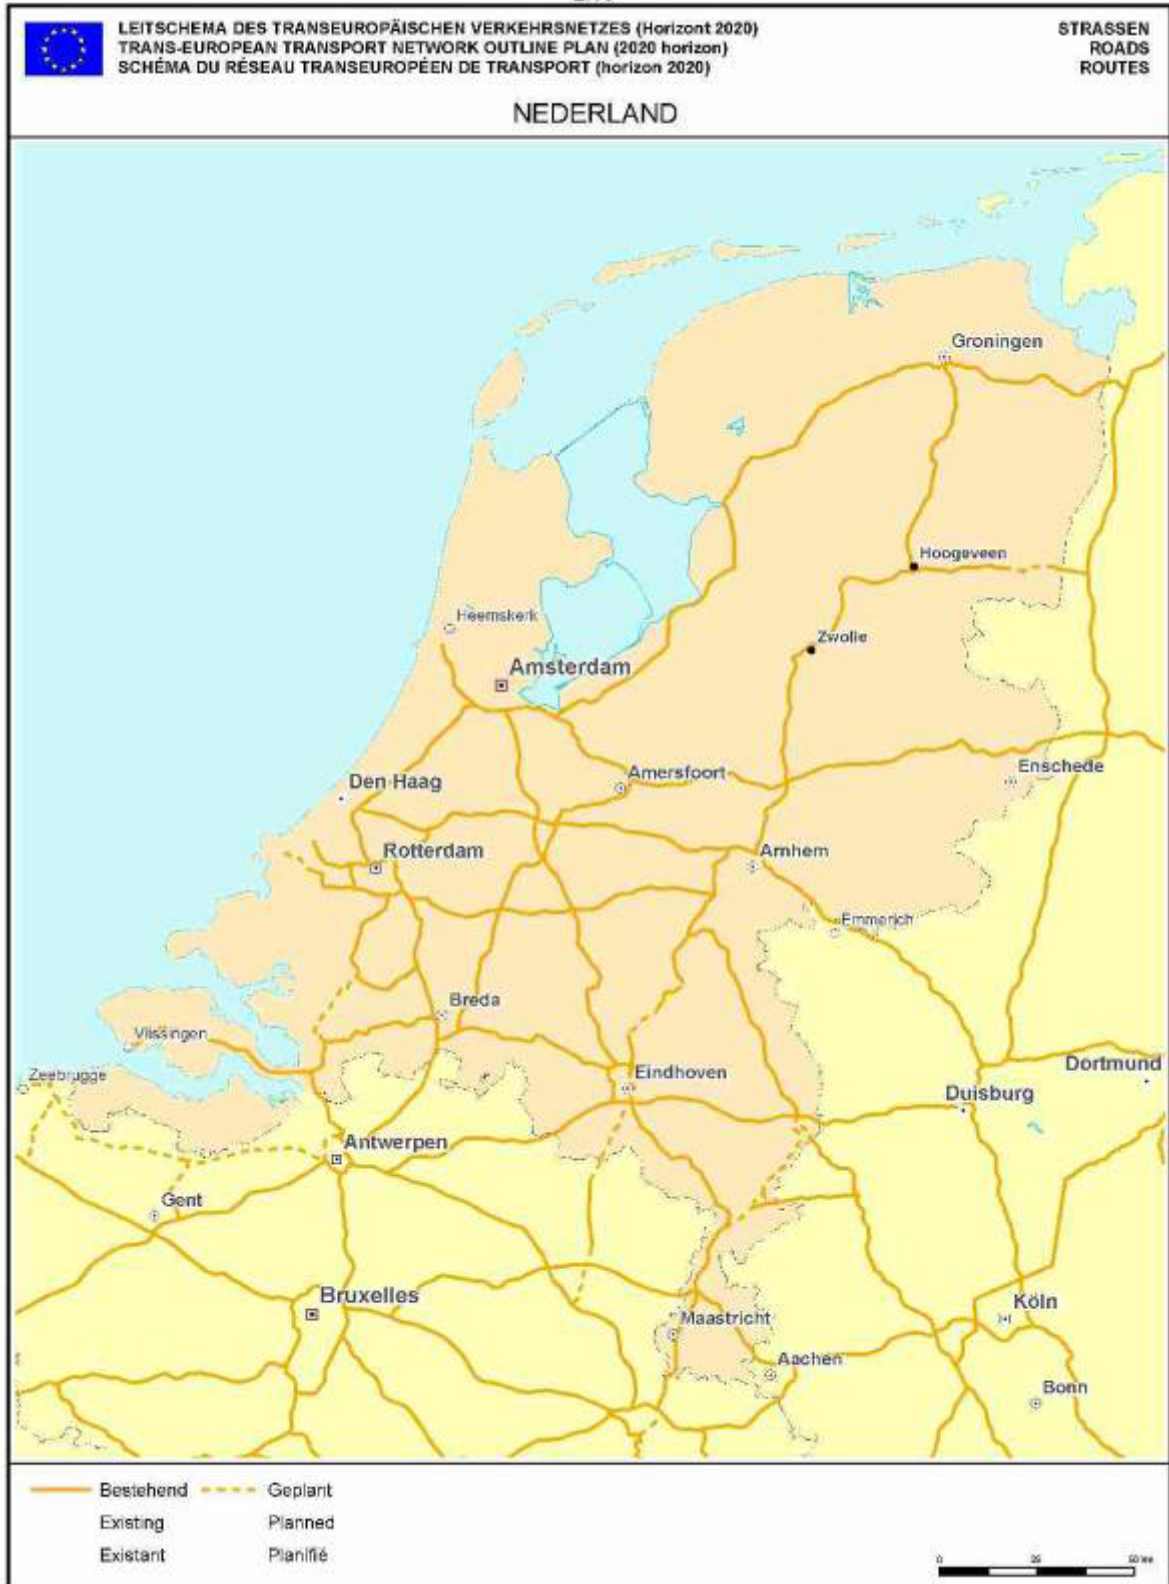 LEITSCHEMA DES TRANSEUROPÄISCHEN VERKEHRSNETZES (Horizont 2020)
TRANS-EUROPEAN TRANSPORT NETWORK OUTLINE PLAN (2020 horizon)
SCHÉMA DU RÉSEAU TRANSEUROPÉEN DE TRANSPORT (horizon 2020)
STRASSEN
ROADS
ROUTES
NEDERLAND
Groningen
Hoogeveen
Heemskerk
Zwolle
Amsterdam
Den Haag
Amersfoort
Enschede
Rotterdam
Arnhem
Emmerich
Breda
Vlissingen
Zeebrugge
Eindhoven
Dortmund
Duisburg
Antwerpen
Gent
Bruxelles
Köln
Maastricht
Aachen
Bonn
Bestehend Geplant
Existing Planned
Existant Planifié
0 25 50 km